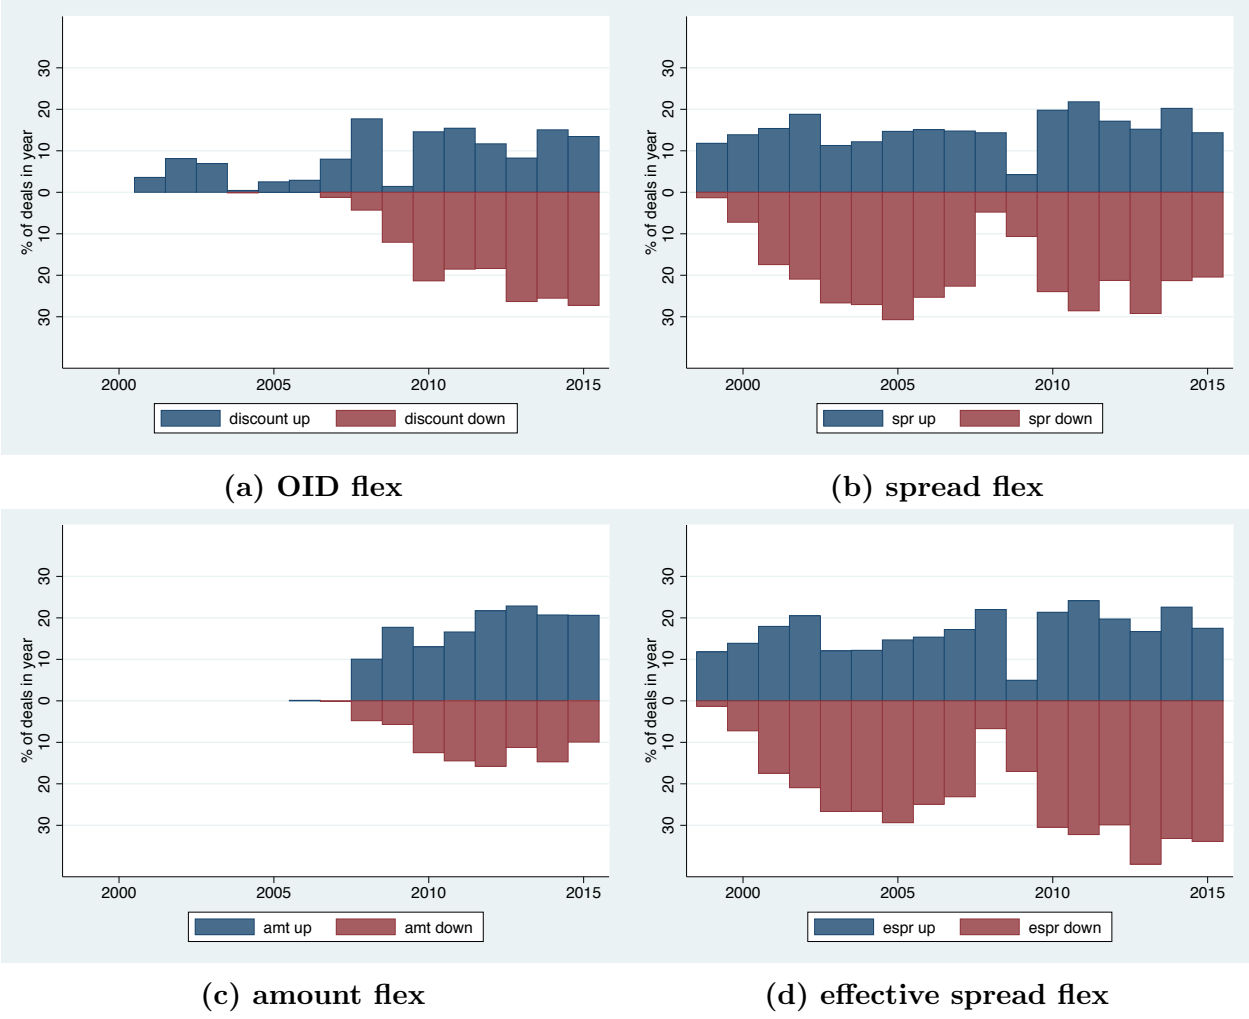 % of deals in year
30
20
10
0
10
20
30
2000 2005 2010 2015
discount up discount down
(a) OID flex
% of deals in year
30
20
10
0
10
20
30
2000 2005 2010 2015
spr up spr down
(b) spread flex
% of deals in year
30
20
10
0
10
20
30
2000 2005 2010 2015
amt up amt down
(c) amount flex
% of deals in year
30
20
10
0
10
20
30
2000 2005 2010 2015
espr up espr down
(d) effective spread flex